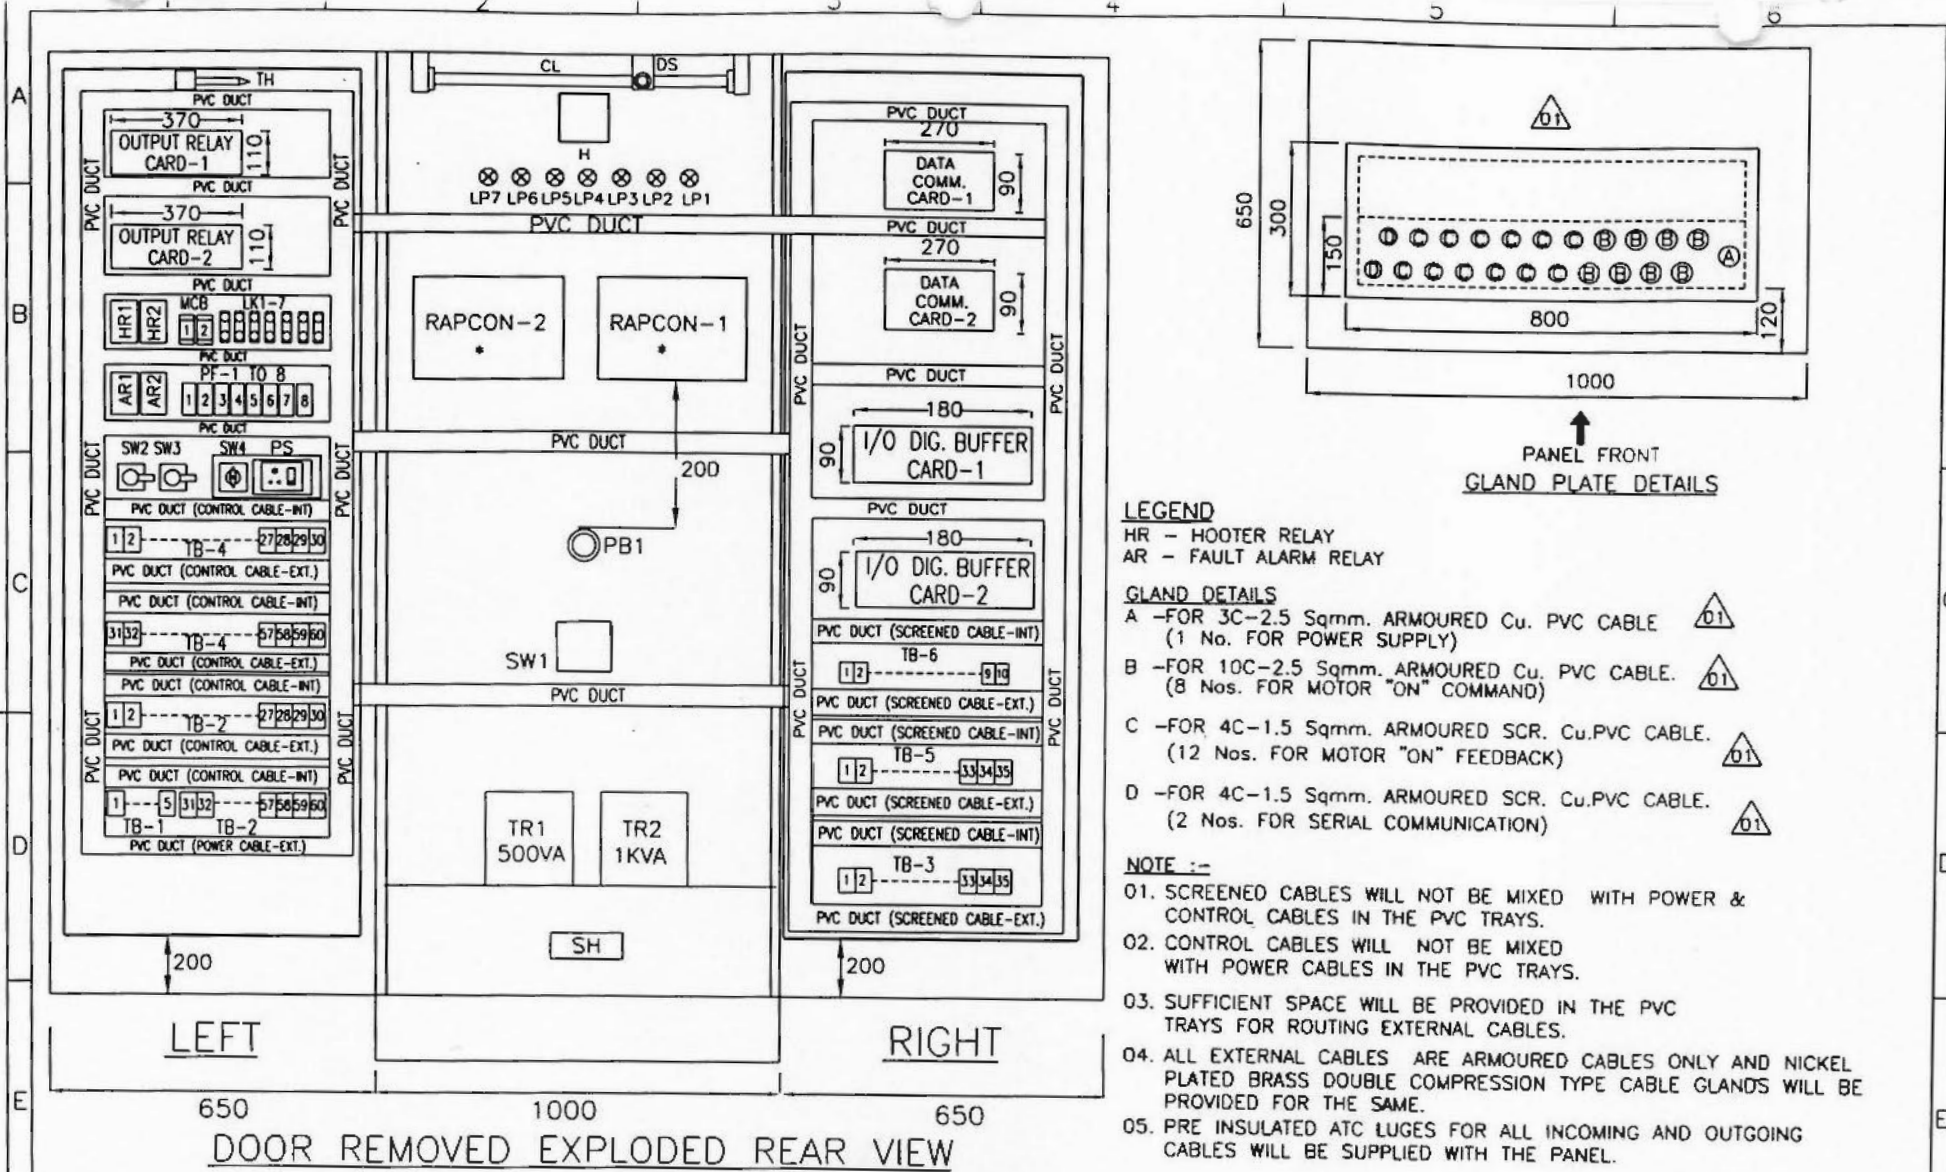 2 3 4 5 6
A
B
C
D
E
TH
PVC DUCT
370
OUTPUT RELAY
CARD-1
110
PVC DUCT
PVC DUCT
PVC DUCT
370
OUTPUT RELAY
CARD-2
110
PVC DUCT
HR1 HR2 MCB LK1-7
1 2
PVC DUCT
AR1 AR2 PF-1 TO 8
1 2 3 4 5 6 7 8
PVC DUCT
SW2 SW3 SW4 PS
PVC DUCT
PVC DUCT
PVC DUCT (CONTROL CABLE-INT)
1 2 TB-4 27 28 29 30
PVC DUCT (CONTROL CABLE-EXT.)
PVC DUCT (CONTROL CABLE-INT)
31 32 TB-4 57 58 59 60
PVC DUCT (CONTROL CABLE-EXT.)
PVC DUCT (CONTROL CABLE-INT)
1 2 TB-2 27 28 29 30
PVC DUCT (CONTROL CABLE-EXT.)
PVC DUCT
PVC DUCT
PVC DUCT (CONTROL CABLE-INT)
1 5 31 32 57 58 59 60
TB-1 TB-2
PVC DUCT (POWER CABLE-EXT.)
200
LEFT
650
CL DS
H
LP7 LP6 LP5 LP4 LP3 LP2 LP1
PVC DUCT
RAPCON-2
*
RAPCON-1
*
PVC DUCT
200
PB1
SW1
PVC DUCT
TR1
500VA
TR2
1KVA
SH
1000
PVC DUCT
270
DATA
COMM.
CARD-1
90
PVC DUCT
270
DATA
COMM.
CARD-2
90
PVC DUCT
PVC DUCT
PVC DUCT
180
90
I/O DIG. BUFFER
CARD-1
PVC DUCT
180
90
I/O DIG. BUFFER
CARD-2
PVC DUCT (SCREENED CABLE-INT)
TB-6
1 2 9 10
PVC DUCT (SCREENED CABLE-EXT.)
PVC DUCT
PVC DUCT
PVC DUCT (SCREENED CABLE-INT)
TB-5
1 2 33 34 35
PVC DUCT (SCREENED CABLE-EXT.)
PVC DUCT (SCREENED CABLE-INT)
TB-3
1 2 33 34 35
PVC DUCT (SCREENED CABLE-EXT.)
200
RIGHT
650
DOOR REMOVED EXPLODED REAR VIEW
01
650
300
150
D C C C C C C B B B B
A
D C C C C C C B B B B
800
120
1000
PANEL FRONT
GLAND PLATE DETAILS
LEGEND
HR - HOOTER RELAY
AR - FAULT ALARM RELAY
GLAND DETAILS
A -FOR 3C-2.5 Sqmm. ARMOURED Cu. PVC CABLE 01
(1 No. FOR POWER SUPPLY)
B -FOR 10C-2.5 Sqmm. ARMOURED Cu. PVC CABLE. 01
(8 Nos. FOR MOTOR "ON" COMMAND)
C -FOR 4C-1.5 Sqmm. ARMOURED SCR. Cu.PVC CABLE.
(12 Nos. FOR MOTOR "ON" FEEDBACK) 01
D -FOR 4C-1.5 Sqmm. ARMOURED SCR. Cu.PVC CABLE.
(2 Nos. FOR SERIAL COMMUNICATION) 01
NOTE :-
01. SCREENED CABLES WILL NOT BE MIXED WITH POWER &
CONTROL CABLES IN THE PVC TRAYS.
02. CONTROL CABLES WILL NOT BE MIXED
WITH POWER CABLES IN THE PVC TRAYS.
03. SUFFICIENT SPACE WILL BE PROVIDED IN THE PVC
TRAYS FOR ROUTING EXTERNAL CABLES.
04. ALL EXTERNAL CABLES ARE ARMOURED CABLES ONLY AND NICKEL
PLATED BRASS DOUBLE COMPRESSION TYPE CABLE GLANDS WILL BE
PROVIDED FOR THE SAME.
05. PRE INSULATED ATC LUGES FOR ALL INCOMING AND OUTGOING
CABLES WILL BE SUPPLIED WITH THE PANEL.